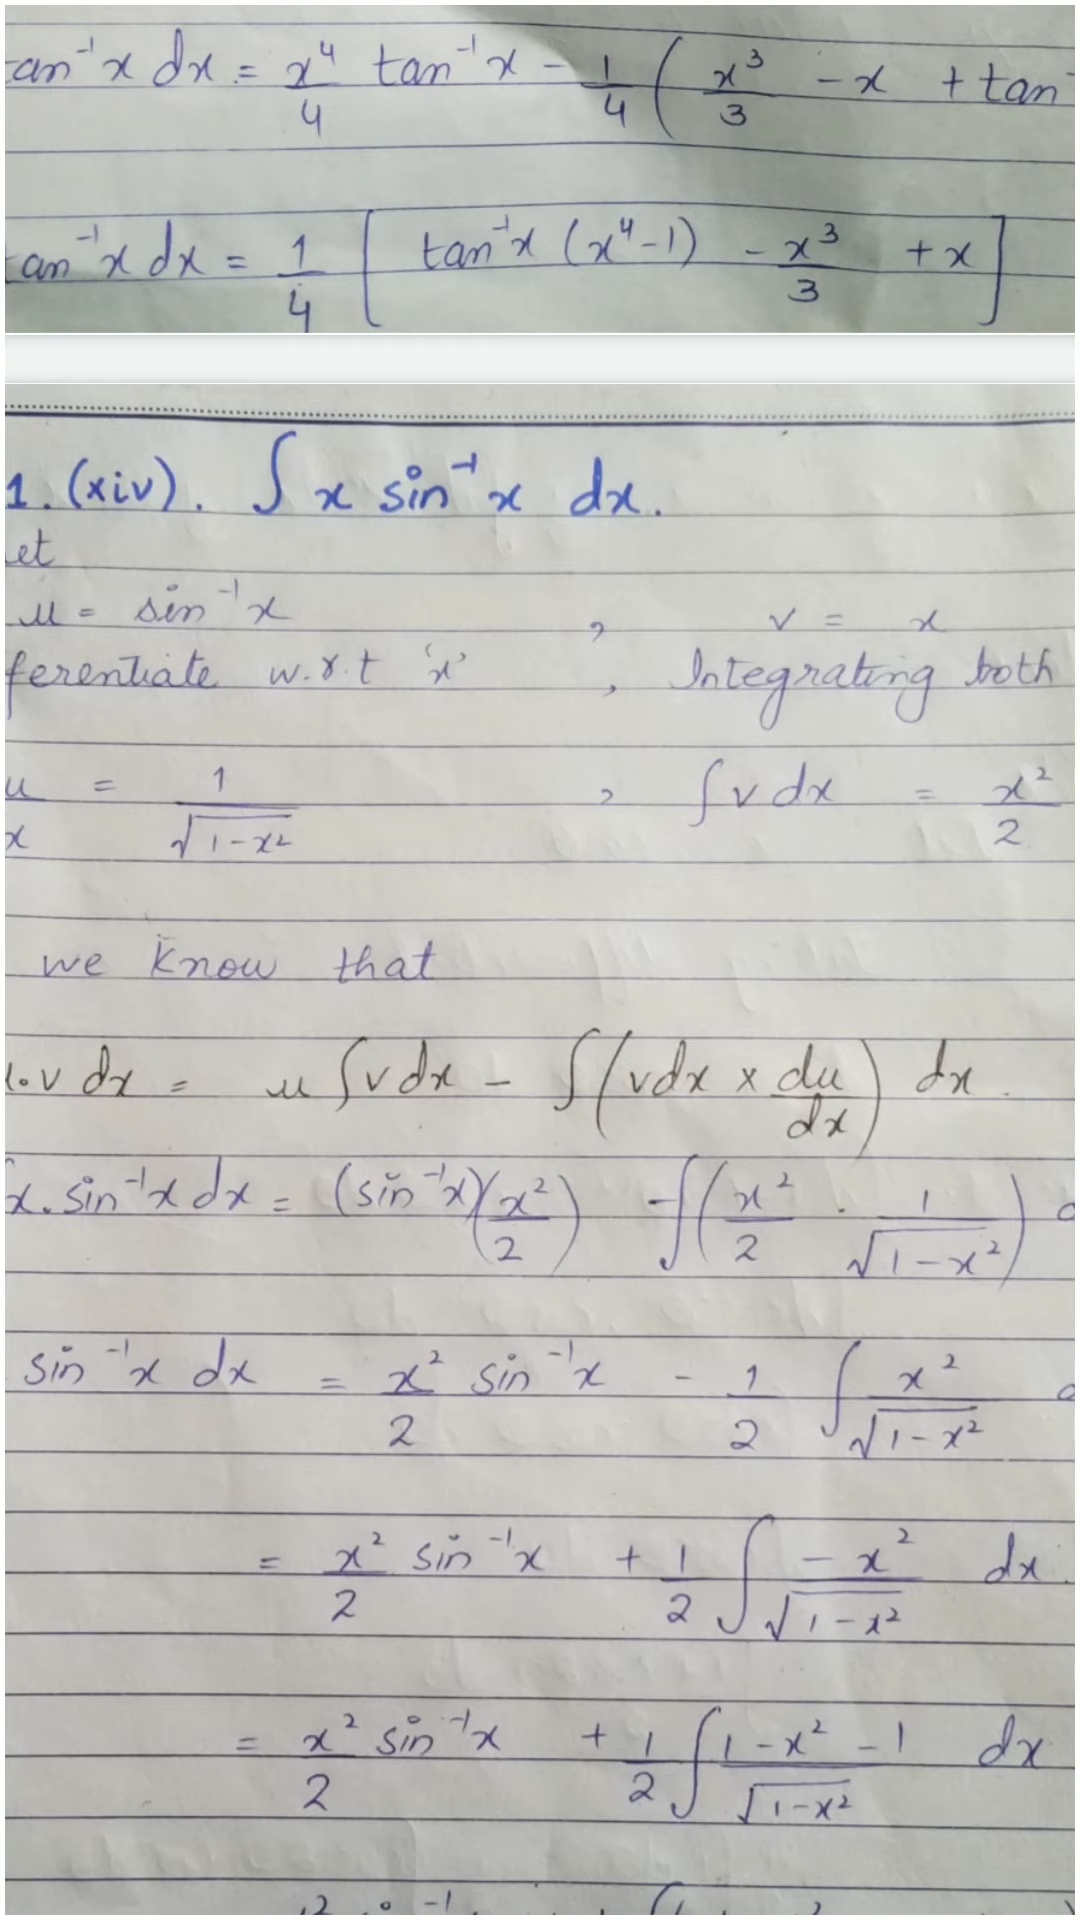 an⁻¹x dx = x⁴/4 tan⁻¹x - 1/4 ( x³/3 - x + tan⁻
an⁻¹x dx = 1/4 [ tan⁻¹x (x⁴-1) - x³/3 + x ]
1. (xiv). ∫ x sin⁻¹x dx.
et
u = sin⁻¹x , v = x
ferentiate w.r.t 'x' , Integrating both
u/x = 1/√(1-x²) , ∫v dx = x²/2
we know that
.v dx = u ∫v dx - ∫(vdx × du/dx) dx.
x. sin⁻¹x dx = (sin⁻¹x)(x²/2) - ∫(x²/2 . 1/√(1-x²)) d
sin⁻¹x dx = x²/2 sin⁻¹x - 1/2 ∫ x²/√(1-x²) d
= x²/2 sin⁻¹x + 1/2 ∫ -x²/√(1-x²) dx.
= x²/2 sin⁻¹x + 1/2 ∫ (1-x²-1)/√(1-x²) dx